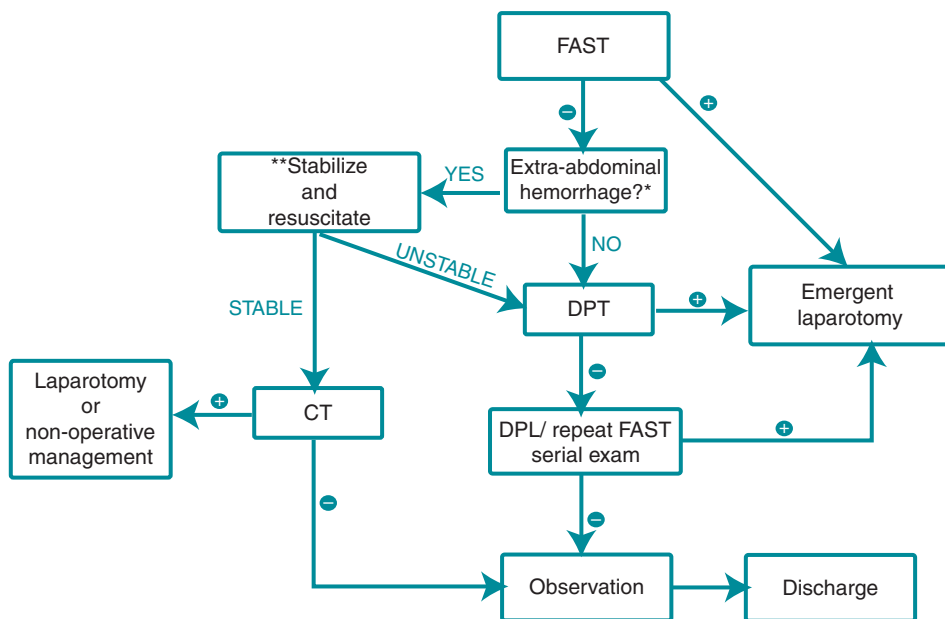 FAST
+
−
**Stabilize
and
resuscitate
YES
Extra-abdominal
hemorrhage?*
NO
UNSTABLE
STABLE
DPT
+
Emergent
laparotomy
−
Laparotomy
or
non-operative
management
+
CT
DPL/ repeat FAST
serial exam
+
−
−
Observation
Discharge